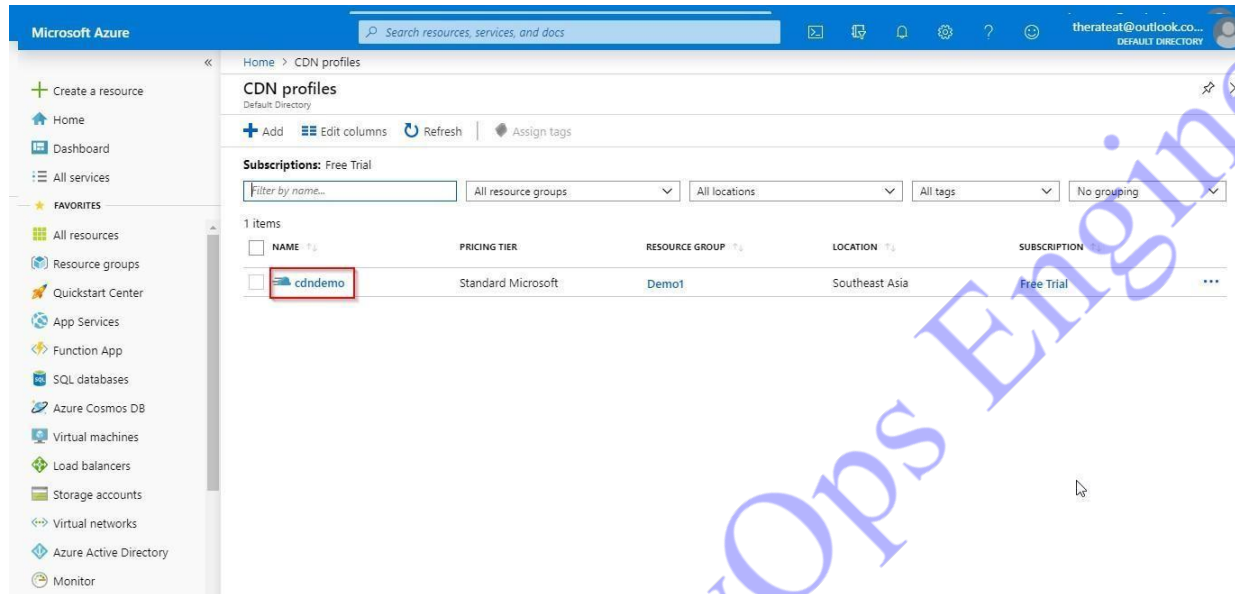 Microsoft Azure
Search resources, services, and docs
therateat@outlook.co...
DEFAULT DIRECTORY
«
Home > CDN profiles
CDN profiles
Default Directory
Create a resource
Home
Dashboard
All services
FAVORITES
All resources
Resource groups
Quickstart Center
App Services
Function App
SQL databases
Azure Cosmos DB
Virtual machines
Load balancers
Storage accounts
Virtual networks
Azure Active Directory
Monitor
Add Edit columns Refresh Assign tags
Subscriptions: Free Trial
Filter by name... All resource groups All locations All tags No grouping
1 items
NAME PRICING TIER RESOURCE GROUP LOCATION SUBSCRIPTION
cdndemo Standard Microsoft Demo1 Southeast Asia Free Trial
Ops Engine